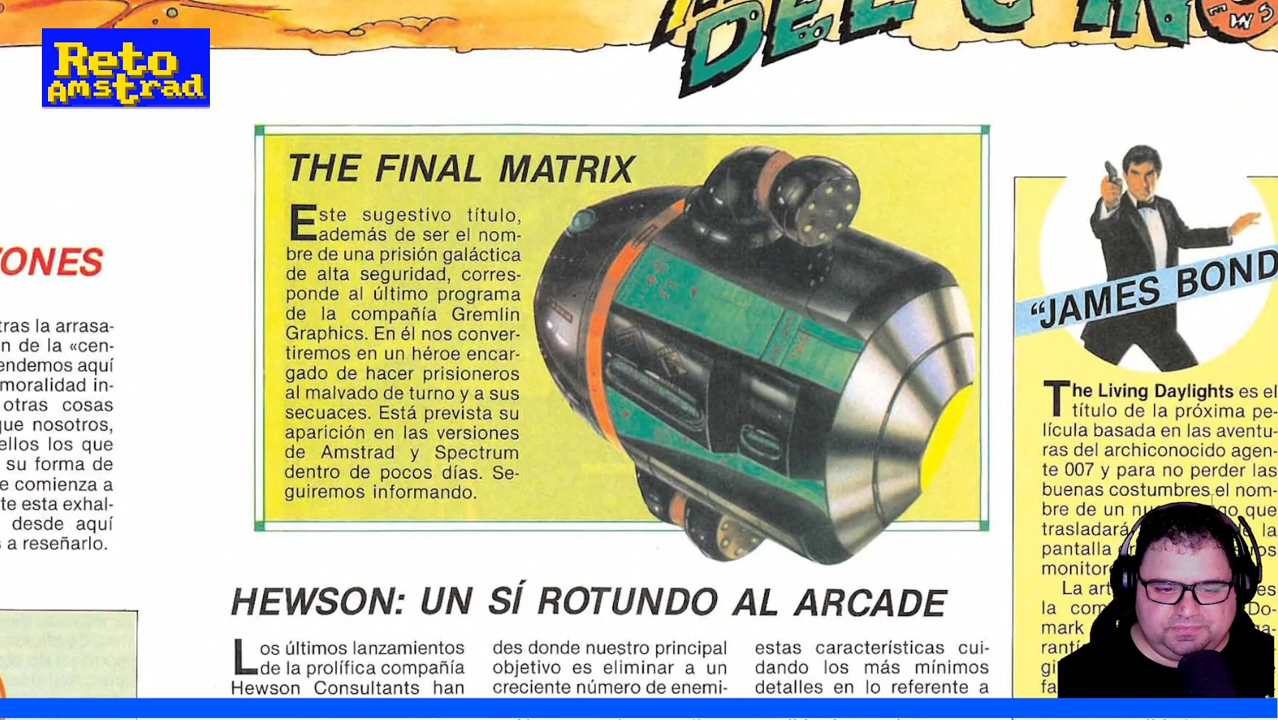 Reto
Amstrad
THE FINAL MATRIX
Este sugestivo título,
además de ser el nom-
bre de una prisión galáctica
de alta seguridad, corres-
ponde al último programa
de la compañía Gremlin
Graphics. En él nos conver-
tiremos en un héroe encar-
gado de hacer prisioneros
al malvado de turno y a sus
secuaces. Está prevista su
aparición en las versiones
de Amstrad y Spectrum
dentro de pocos días. Se-
guiremos informando.
ONES
tras la arrasa-
n de la «cen-
endemos aquí
moralidad in-
otras cosas
que nosotros,
ellos los que
su forma de
e comienza a
te esta exhal-
desde aquí
s a reseñarlo.
HEWSON: UN SÍ ROTUNDO AL ARCADE
Los últimos lanzamientos
de la prolífica compañía
Hewson Consultants han
des donde nuestro principal
objetivo es eliminar a un
creciente número de enemi-
estas características cui-
dando los más mínimos
detalles en lo referente a
"JAMES BOND
The Living Daylights es el
título de la próxima pe-
lícula basada en las aventu-
ras del archiconocido agen-
te 007 y para no perder las
buenas costumbres el nom-
bre de un que
trasladará la
pantalla
monitor
La art
la com Do-
mark
rantí
gi
fa